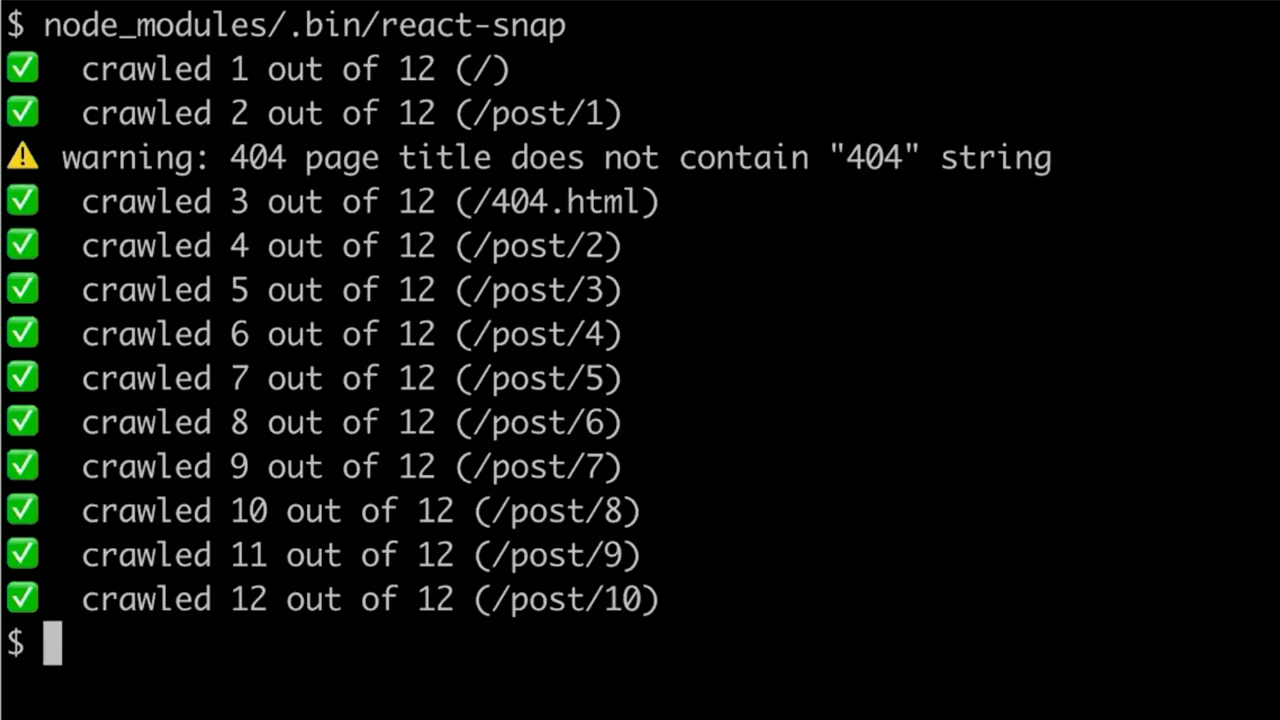 $ node_modules/.bin/react-snap
✅ crawled 1 out of 12 (/)
✅ crawled 2 out of 12 (/post/1)
⚠️ warning: 404 page title does not contain "404" string
✅ crawled 3 out of 12 (/404.html)
✅ crawled 4 out of 12 (/post/2)
✅ crawled 5 out of 12 (/post/3)
✅ crawled 6 out of 12 (/post/4)
✅ crawled 7 out of 12 (/post/5)
✅ crawled 8 out of 12 (/post/6)
✅ crawled 9 out of 12 (/post/7)
✅ crawled 10 out of 12 (/post/8)
✅ crawled 11 out of 12 (/post/9)
✅ crawled 12 out of 12 (/post/10)
$